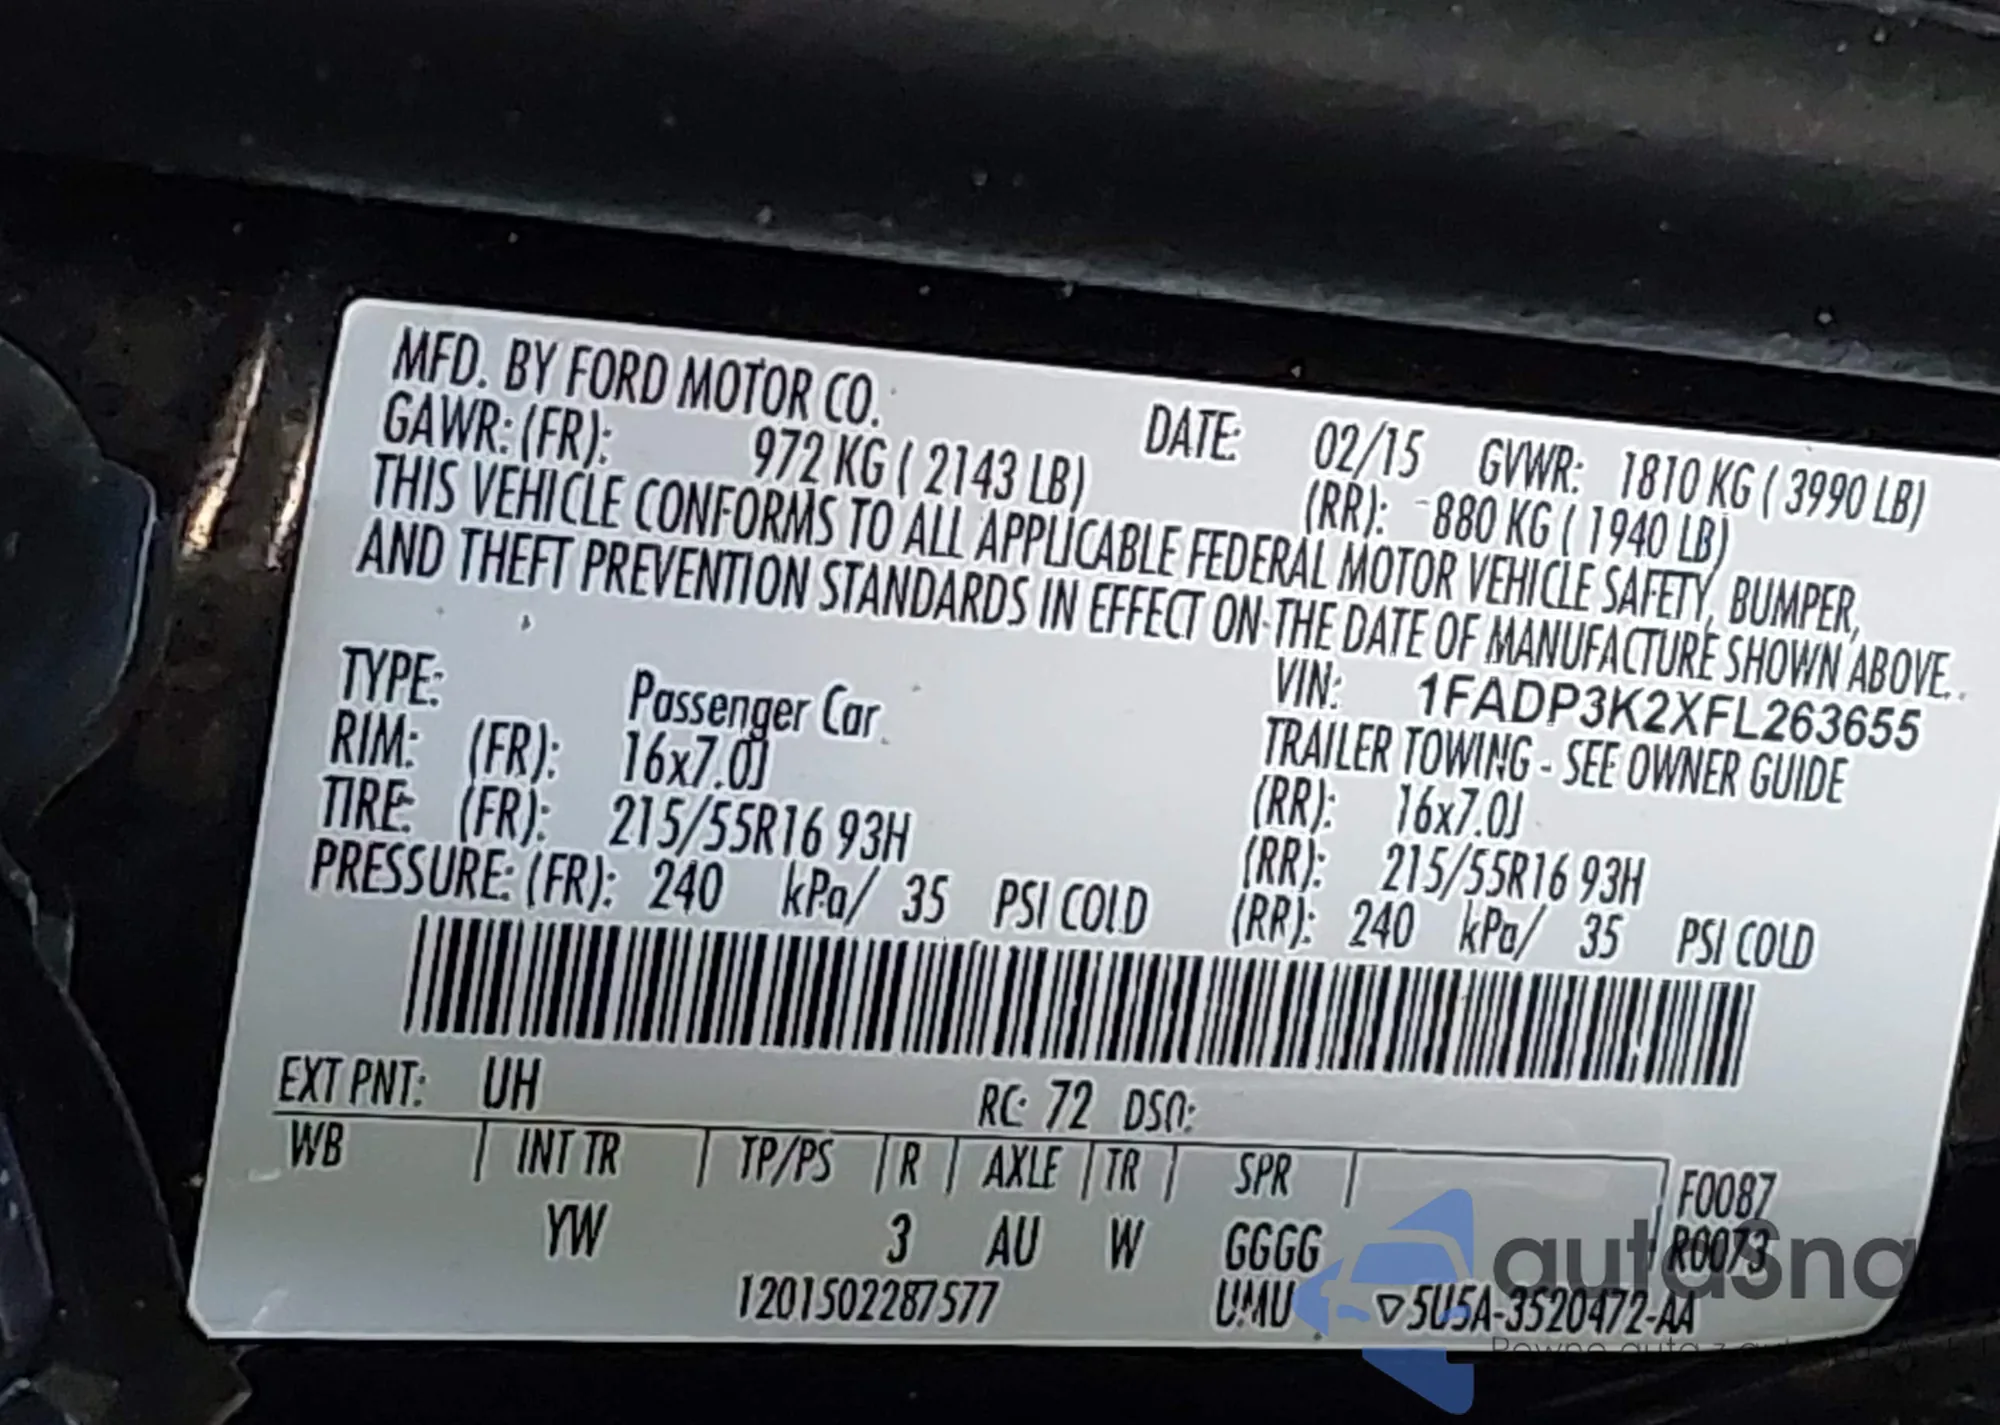 MFD. BY FORD MOTOR CO. DATE: 02/15 GVWR: 1810 KG ( 3990 LB)
GAWR: (FR): 972 KG ( 2143 LB) (RR): 880 KG ( 1940 LB)
THIS VEHICLE CONFORMS TO ALL APPLICABLE FEDERAL MOTOR VEHICLE SAFETY, BUMPER,
AND THEFT PREVENTION STANDARDS IN EFFECT ON THE DATE OF MANUFACTURE SHOWN ABOVE.
VIN: 1FADP3K2XFL263655
TYPE: Passenger Car TRAILER TOWING - SEE OWNER GUIDE
RIM: (FR): 16x7.0J (RR): 16x7.0J
TIRE: (FR): 215/55R16 93H (RR): 215/55R16 93H
PRESSURE: (FR): 240 kPa/ 35 PSI COLD (RR): 240 kPa/ 35 PSI COLD
EXT PNT: UH RC: 72 DSO:
WB INT TR TP/PS R AXLE TR SPR F0087
YW 3 AU W GGGG R0073
1201502287577 UMU 5U5A-3520472-AA